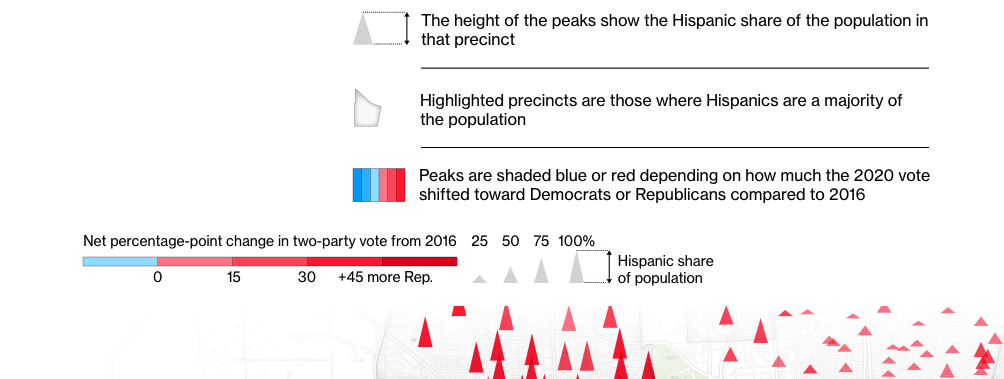 The height of the peaks show the Hispanic share of the population in
that precinct
Highlighted precincts are those where Hispanics are a majority of
the population
Peaks are shaded blue or red depending on how much the 2020 vote
shifted toward Democrats or Republicans compared to 2016
Net percentage-point change in two-party vote from 2016
0 15 30 +45 more Rep.
25 50 75 100%
Hispanic share
of population